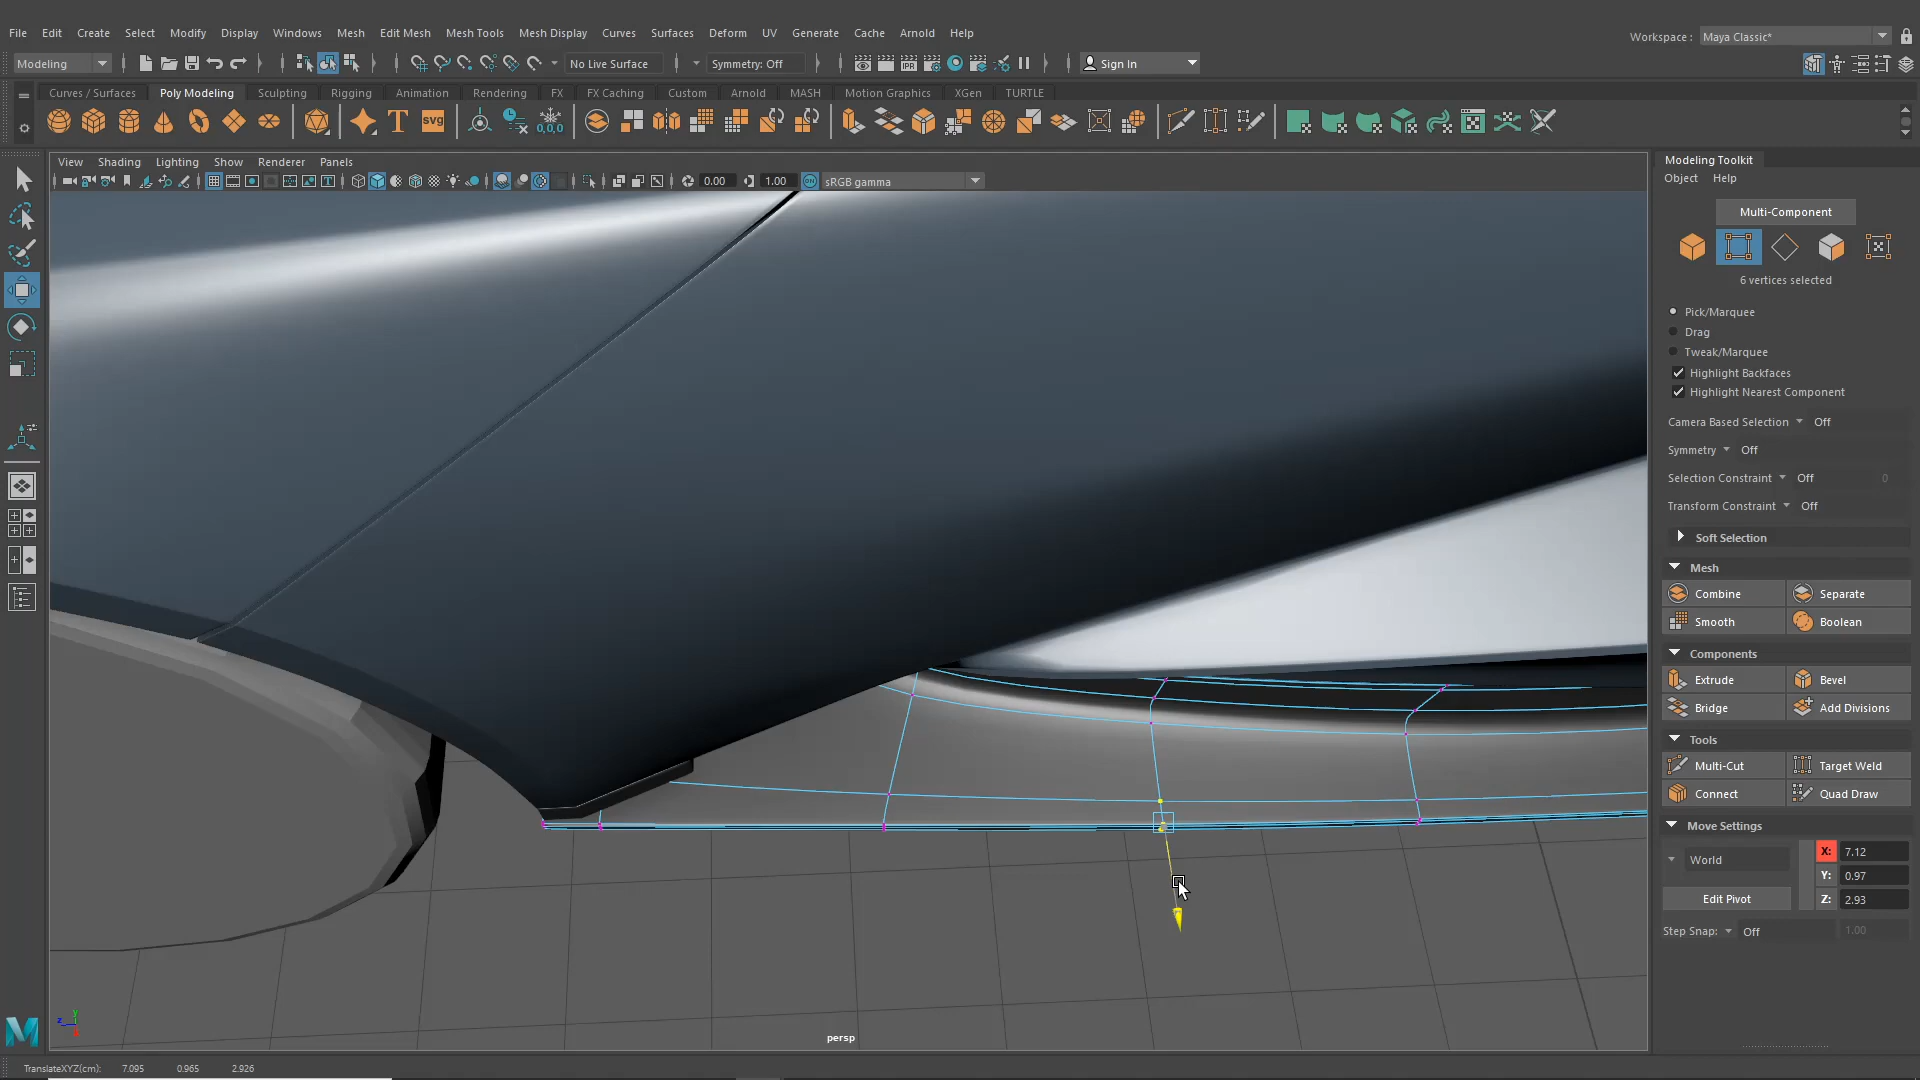 File Edit Create Select Modify Display Windows Mesh Edit Mesh Mesh Tools Mesh Display Curves Surfaces Deform UV Generate Cache Arnold Help
Workspace : Maya Classic*
Modeling
No Live Surface
Symmetry: Off
Sign In
Curves / Surfaces Poly Modeling Sculpting Rigging Animation Rendering FX FX Caching Custom Arnold MASH Motion Graphics XGen TURTLE
T svg 0,0,0
View Shading Lighting Show Renderer Panels
0.00 1.00 ON sRGB gamma
Modeling Toolkit
Object Help
Multi-Component
6 vertices selected
Pick/Marquee
Drag
Tweak/Marquee
Highlight Backfaces
Highlight Nearest Component
Camera Based Selection Off
Symmetry Off
Selection Constraint Off 0
Transform Constraint Off
Soft Selection
Mesh
Combine Separate
Smooth Boolean
Components
Extrude Bevel
Bridge Add Divisions
Tools
Multi-Cut Target Weld
Connect Quad Draw
Move Settings
World X: 7.12
Y: 0.97
Edit Pivot Z: 2.93
Step Snap: Off 1.00
z y
persp
TranslateXYZ(cm): 7.095 0.965 2.926